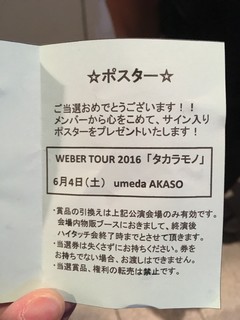 ☆ポスター☆
ご当選おめでとうございます！！
メンバーから心をこめて、サイン入り
ポスターをプレゼントいたします！
WEBER TOUR 2016 「タカラモノ」
6月4日（土） umeda AKASO
・賞品の引換えは上記公演会場のみ有効です。
会場内物販ブースにおきまして、終演後
ハイタッチ会終了時までとさせて頂きます。
・当選券は失くさずにお持ちください。券を
お持ちでない場合、お渡しはできません。
・当選賞品、権利の転売は禁止です。